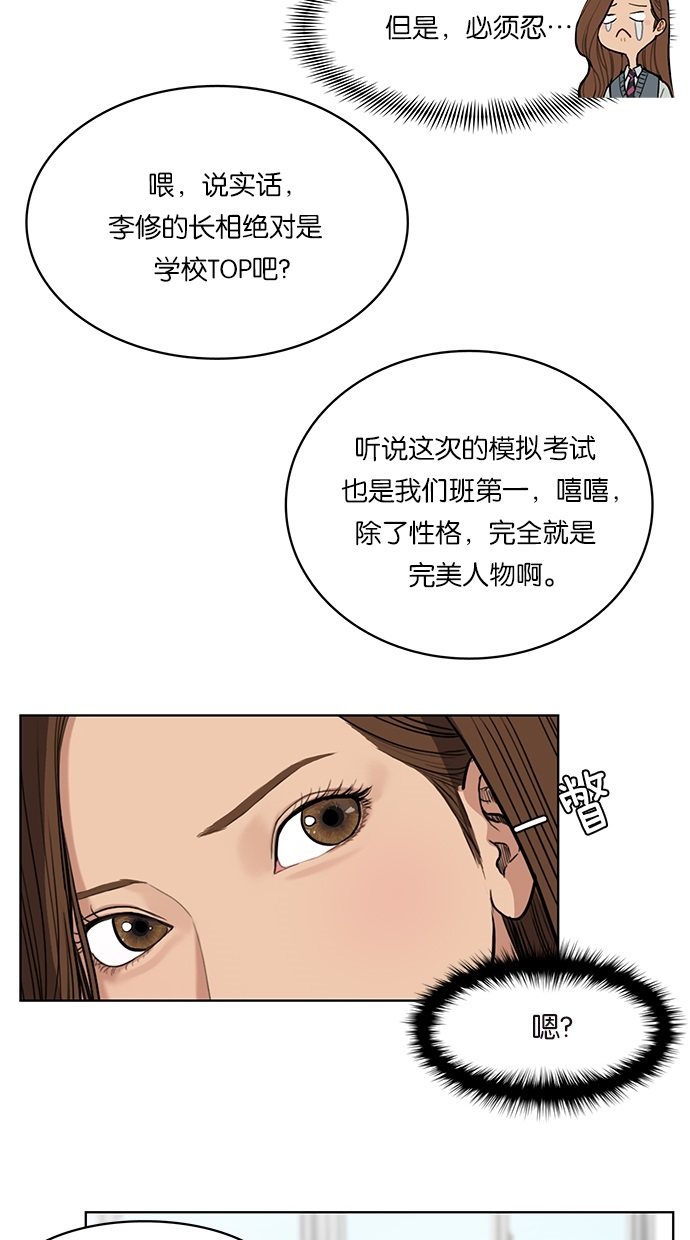 但是，必须忍…
喂，说实话，
李修的长相绝对是
学校TOP吧?
听说这次的模拟考试
也是我们班第一，嘻嘻，
除了性格，完全就是
完美人物啊。
瞥
嗯?